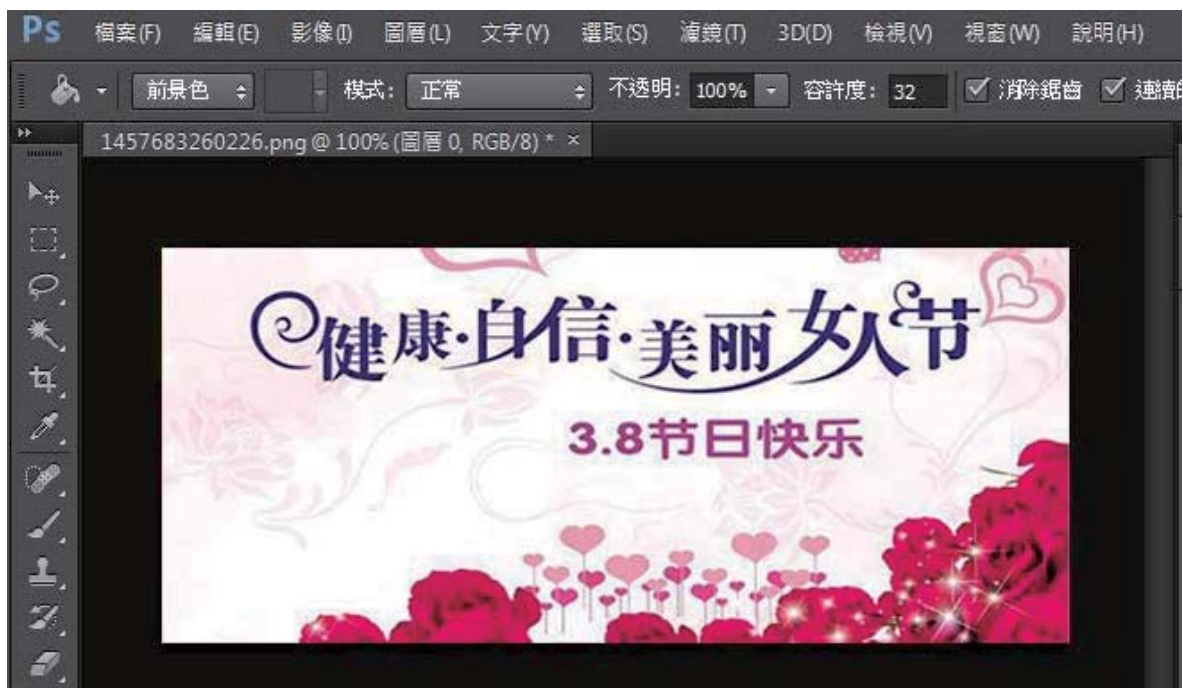 Ps 檔案(F) 編輯(E) 影像(I) 圖層(L) 文字(Y) 選取(S) 濾鏡(T) 3D(D) 檢視(V) 視窗(W) 說明(H)
前景色 模式： 正常 不透明： 100% 容許度： 32 消除鋸齒 連續的
1457683260226.png @ 100% (圖層 0, RGB/8) * ×
健康·自信·美丽女人节
3.8节日快乐